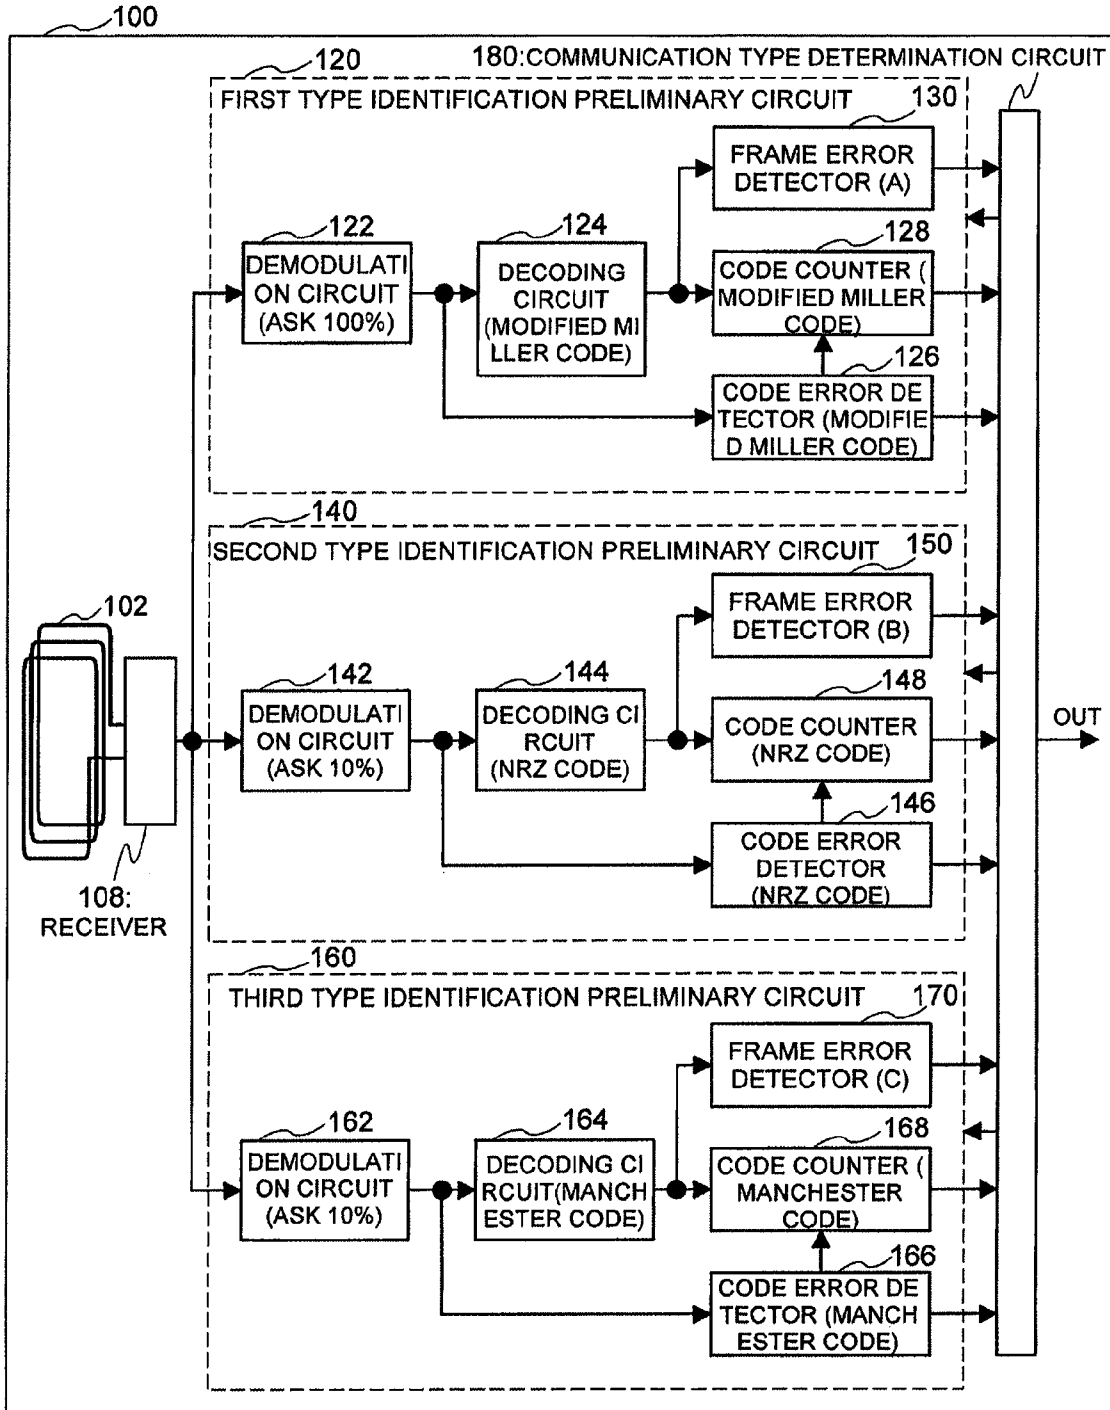 100
180:COMMUNICATION TYPE DETERMINATION CIRCUIT
120
FIRST TYPE IDENTIFICATION PRELIMINARY CIRCUIT
130
FRAME ERROR
DETECTOR (A)
122
DEMODULATI
ON CIRCUIT
(ASK 100%)
124
DECODING
CIRCUIT
(MODIFIED MI
LLER CODE)
128
CODE COUNTER (
MODIFIED MILLER
CODE)
126
CODE ERROR DE
TECTOR (MODIFIE
D MILLER CODE)
140
SECOND TYPE IDENTIFICATION PRELIMINARY CIRCUIT
150
FRAME ERROR
DETECTOR (B)
102
108:
RECEIVER
142
DEMODULATI
ON CIRCUIT
(ASK 10%)
144
DECODING CI
RCUIT
(NRZ CODE)
148
CODE COUNTER
(NRZ CODE)
OUT
146
CODE ERROR
DETECTOR
(NRZ CODE)
160
THIRD TYPE IDENTIFICATION PRELIMINARY CIRCUIT
170
FRAME ERROR
DETECTOR (C)
162
DEMODULATI
ON CIRCUIT
(ASK 10%)
164
DECODING CI
RCUIT(MANCH
ESTER CODE)
168
CODE COUNTER (
MANCHESTER
CODE)
166
CODE ERROR DE
TECTOR (MANCH
ESTER CODE)